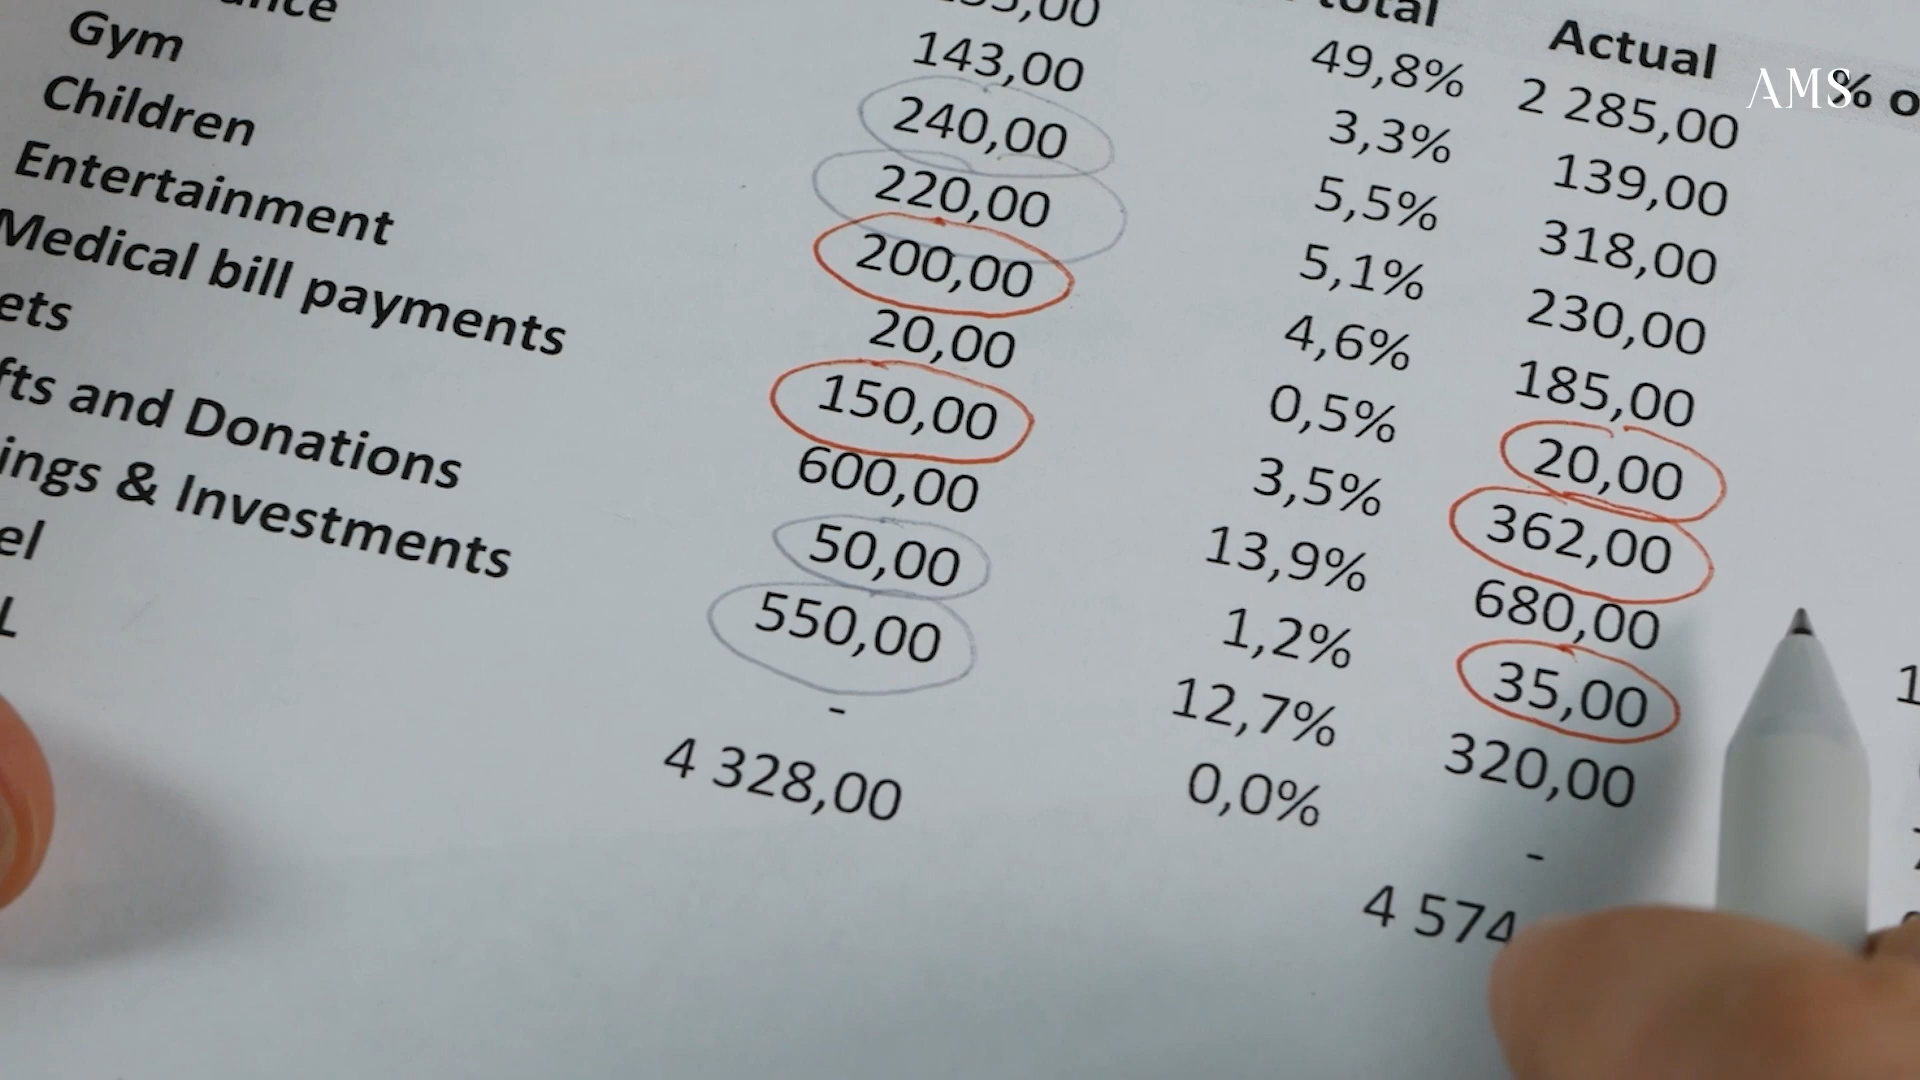 Actual
49,8% 2 285,00
143,00 3,3% 139,00
240,00 5,5% 318,00
Gym 220,00 5,1% 230,00
Children 200,00 4,6% 185,00
Entertainment 20,00 0,5% 20,00
Medical bill payments 150,00 3,5% 362,00
ets 600,00 13,9% 680,00
fts and Donations 50,00 1,2% 35,00
ings & Investments 550,00 12,7% 320,00
el - 0,0% -
L 4 328,00 4 574
AMS